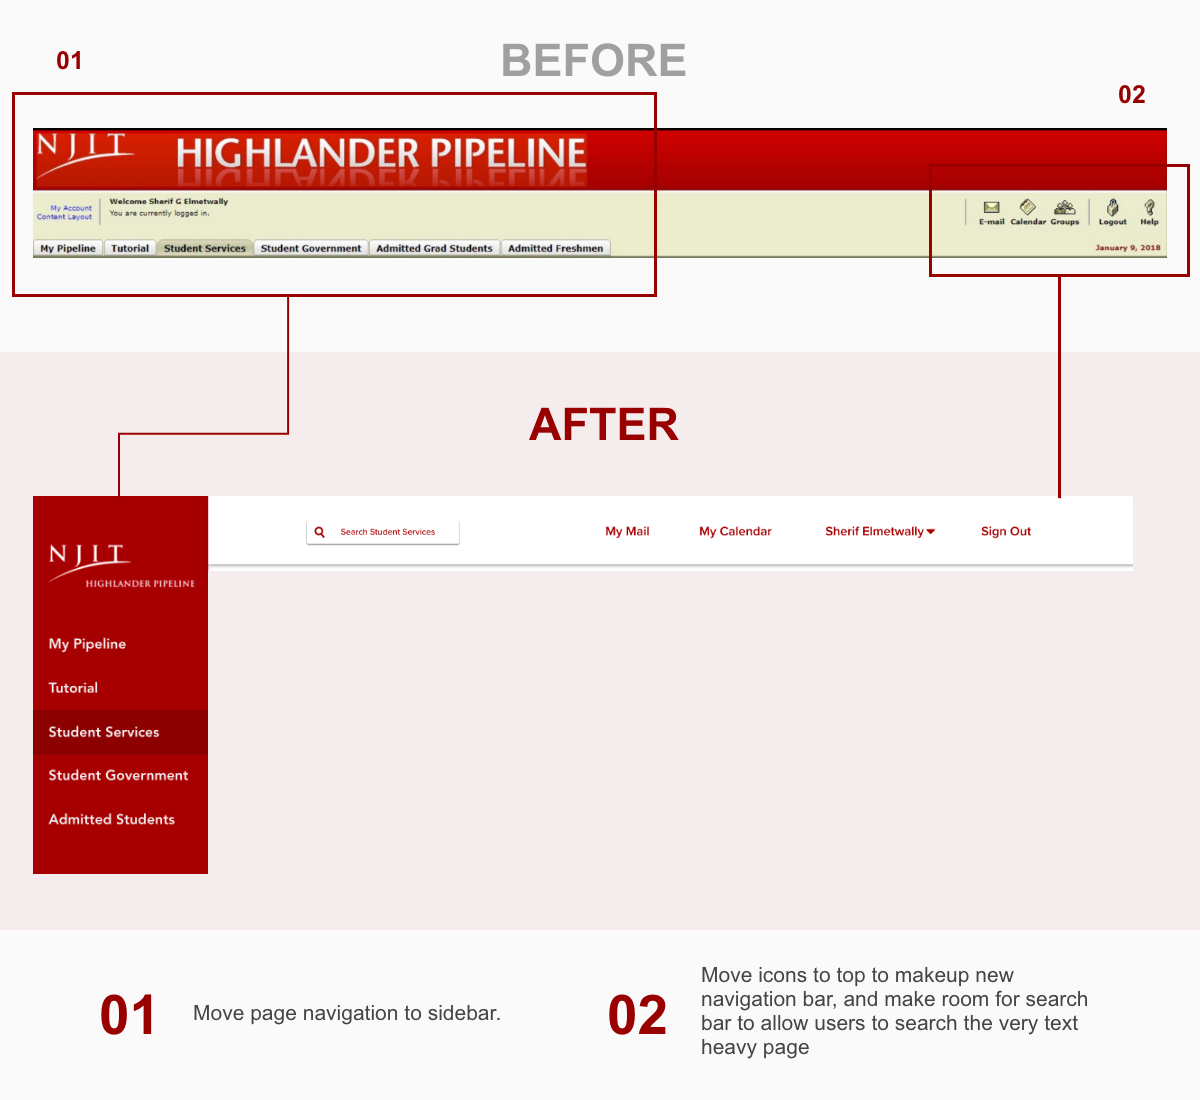 BEFORE
01
02
NJIT
HIGHLANDER PIPELINE
My Account
Content Layout
Welcome Sherif G Elmetwally
You are currently logged in.
E-mail Calendar Groups Logout Help
My Pipeline Tutorial Student Services Student Government Admitted Grad Students Admitted Freshmen
January 9, 2018
AFTER
NJIT
HIGHLANDER PIPELINE
Search Student Services
My Mail My Calendar Sherif Elmetwally Sign Out
My Pipeline
Tutorial
Student Services
Student Government
Admitted Students
01
Move page navigation to sidebar.
02
Move icons to top to makeup new
navigation bar, and make room for search
bar to allow users to search the very text
heavy page